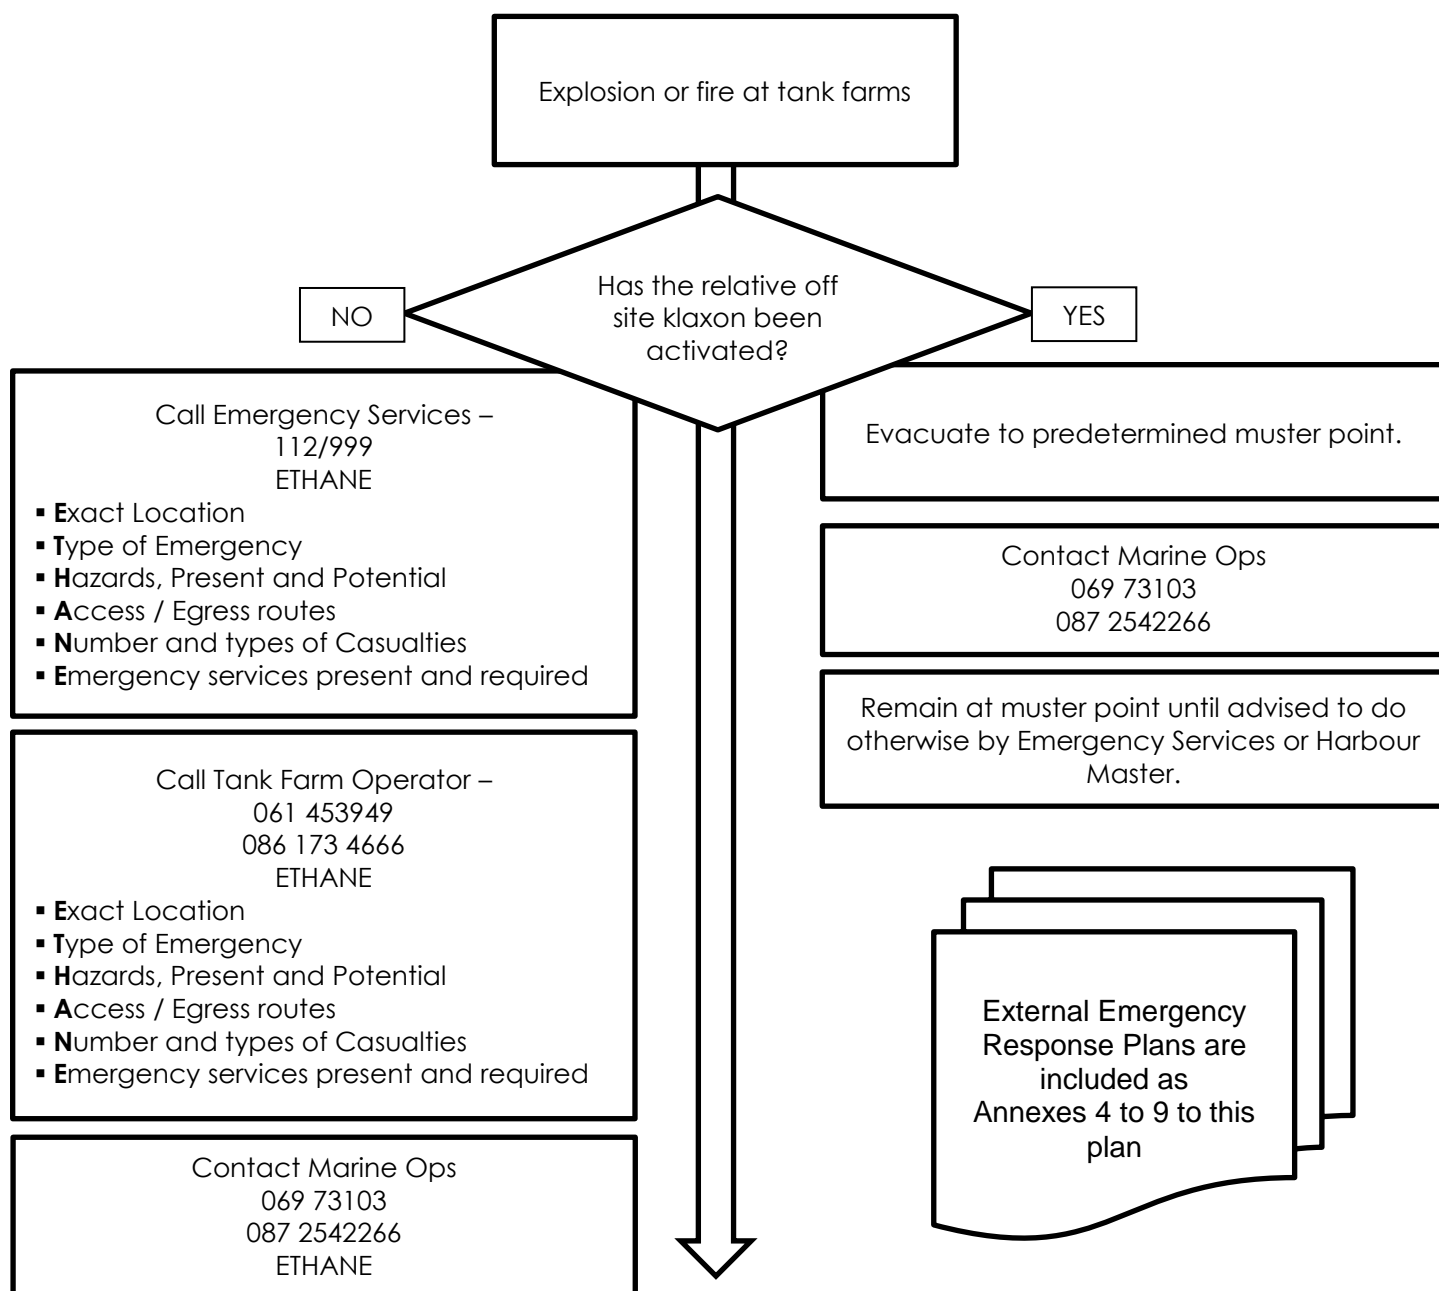 Explosion or fire at tank farms
Has the relative off
site klaxon been
activated?
NO
YES
Call Emergency Services –
112/999
ETHANE
▪ Exact Location
▪ Type of Emergency
▪ Hazards, Present and Potential
▪ Access / Egress routes
▪ Number and types of Casualties
▪ Emergency services present and required
Call Tank Farm Operator –
061 453949
086 173 4666
ETHANE
▪ Exact Location
▪ Type of Emergency
▪ Hazards, Present and Potential
▪ Access / Egress routes
▪ Number and types of Casualties
▪ Emergency services present and required
Contact Marine Ops
069 73103
087 2542266
ETHANE
Evacuate to predetermined muster point.
Contact Marine Ops
069 73103
087 2542266
Remain at muster point until advised to do
otherwise by Emergency Services or Harbour
Master.
External Emergency
Response Plans are
included as
Annexes 4 to 9 to this
plan